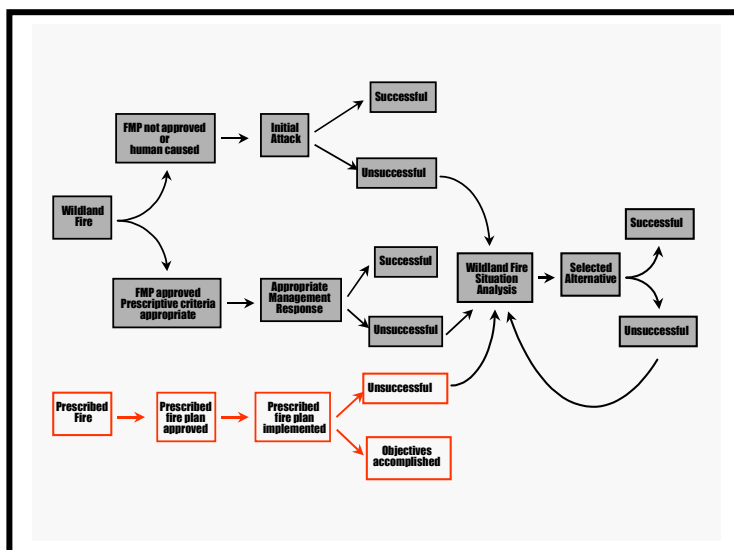 Successful
FMP not approved
or
human caused
Initial
Attack
Unsuccessful
Wildland
Fire
Successful
Successful
FMP approved
Prescriptive criteria
appropriate
Appropriate
Management
Response
Wildland Fire
Situation
Analysis
Selected
Alternative
Unsuccessful
Unsuccessful
Prescribed
Fire
Prescribed
fire plan
approved
Prescribed
fire plan
implemented
Unsuccessful
Objectives
accomplished